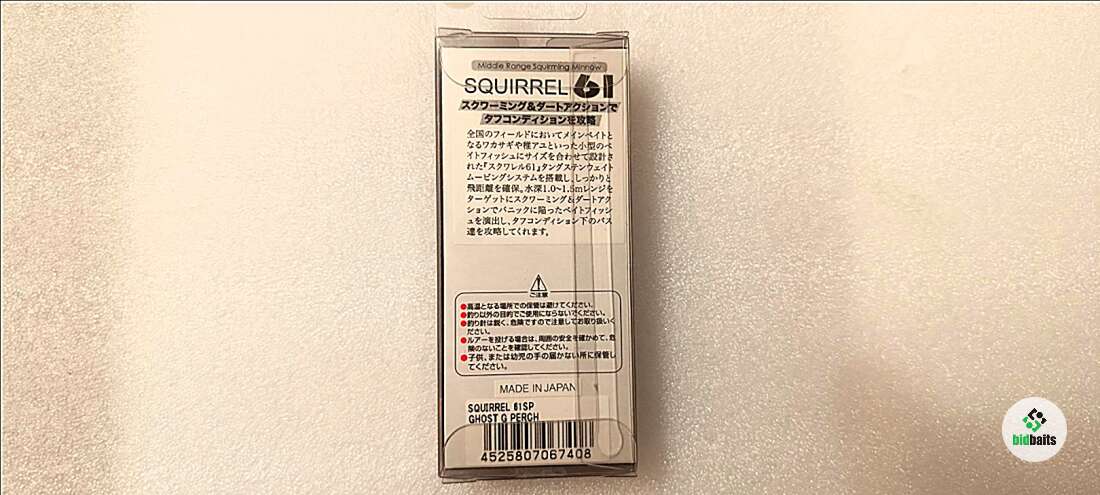 Middle Range Squirming Minnow
SQUIRREL 61
スクワーミング&ダートアクションで
タフコンディションを攻略
全国のフィールドにおいてメインベイトと
なるワカサギや稚アユといった小型のベ
イトフィッシュにサイズを合わせて設計さ
れた『スクワレル61』タングステンウェイト
ムービングシステムを搭載し、しっかりと
飛距離を確保。水深1.0~1.5mレンジを
ターゲットにスクワーミング&ダートアク
ションでパニックに陥ったベイトフィッシ
ュを演出し、タフコンディション下のバス
達を攻略してくれます。
ご注意
●高温となる場所での保管は避けてください。
●釣り以外の目的でご使用にならないでください。
●釣り針は鋭く、危険ですので注意してお取り扱いく
ださい。
●ルアーを投げる場合は、周囲の安全を確かめて、危
険のないことを確認してください。
●子供、または幼児の手の届かない所に保管し
てください。
MADE IN JAPAN
SQUIRREL 61SP
GHOST G PERCH
4525807067408
bidbaits